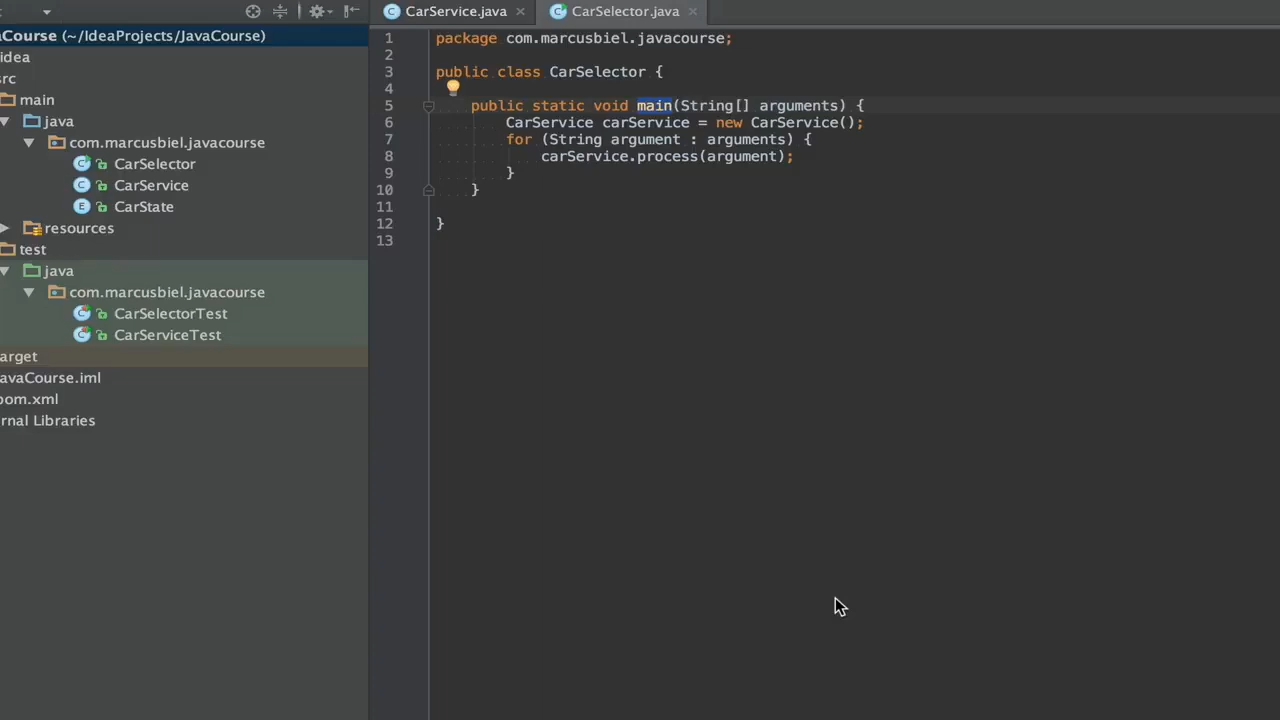 CarService.java
CarSelector.java
aCourse (~/IdeaProjects/JavaCourse)
idea
rc
main
java
com.marcusbiel.javacourse
CarSelector
CarService
CarState
resources
test
java
com.marcusbiel.javacourse
CarSelectorTest
CarServiceTest
arget
avaCourse.iml
pom.xml
rnal Libraries
1 package com.marcusbiel.javacourse;
2
3 public class CarSelector {
4
5 public static void main(String[] arguments) {
6 CarService carService = new CarService();
7 for (String argument : arguments) {
8 carService.process(argument);
9 }
10 }
11
12 }
13